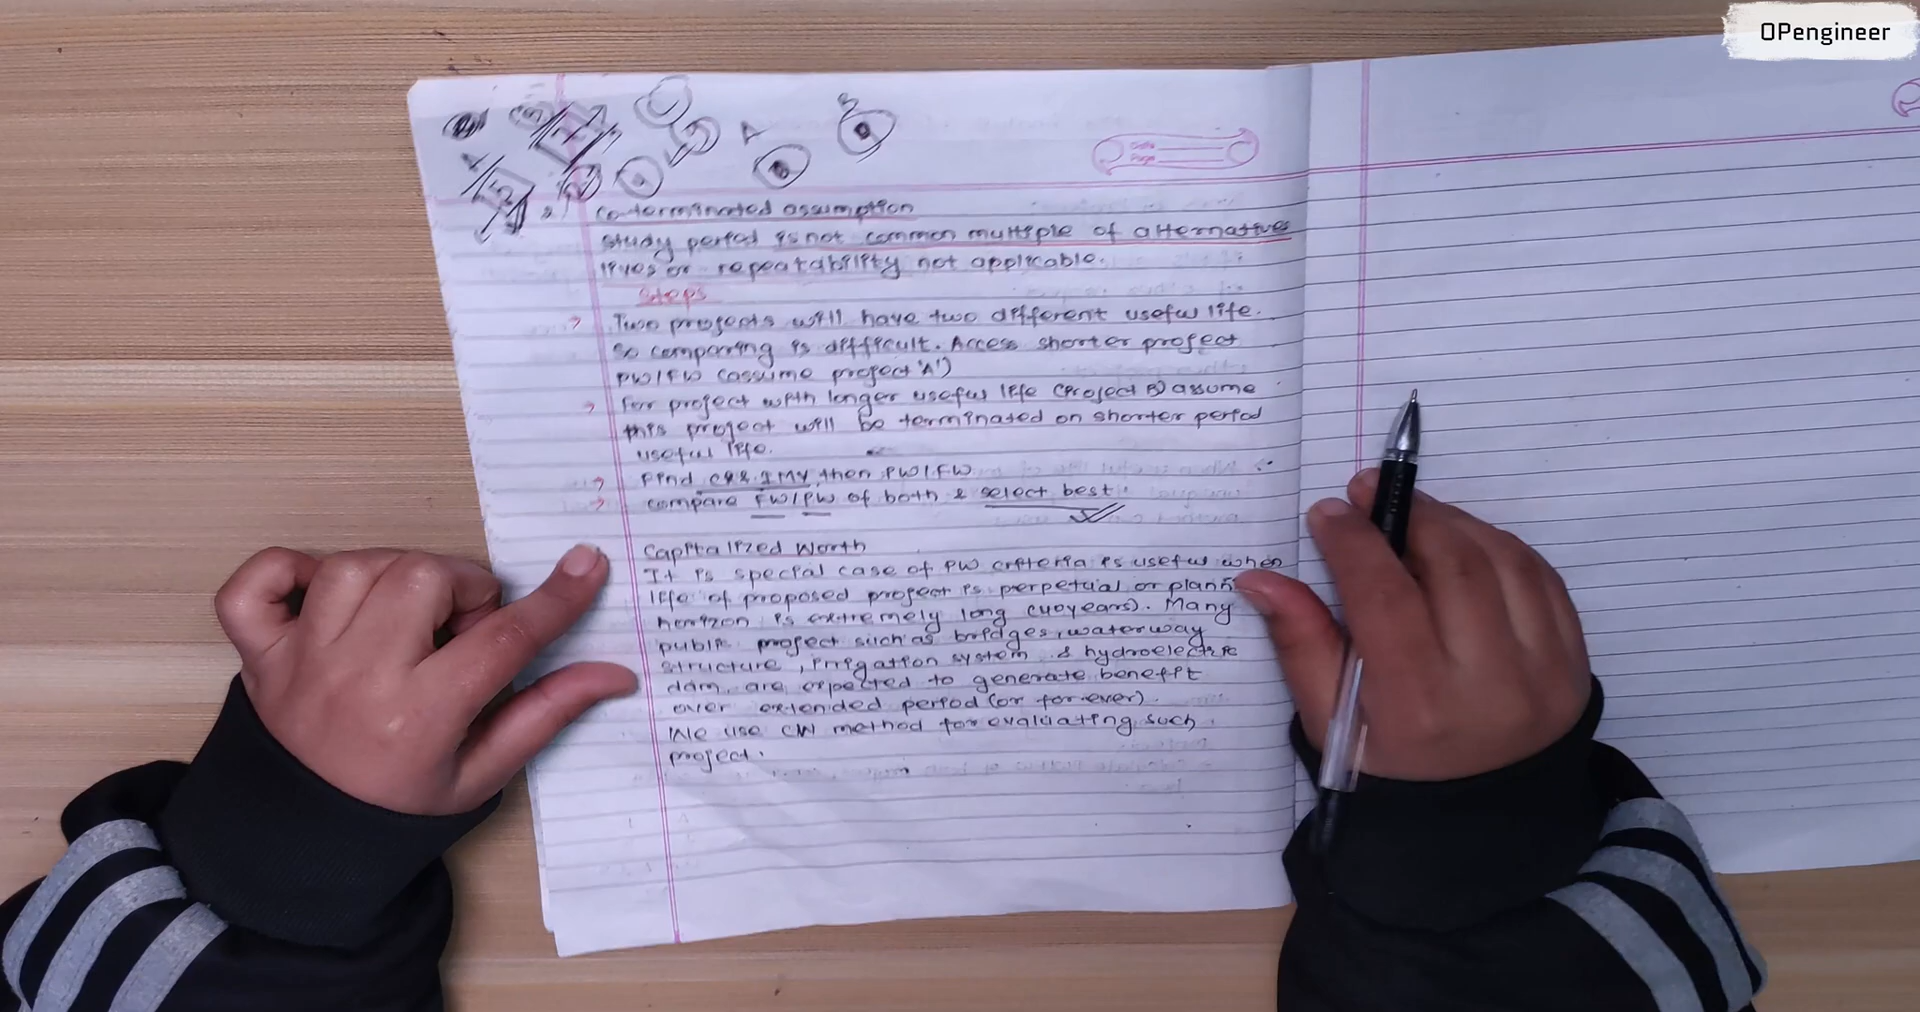 OPengineer
A
B
Date
Page
2) Co-terminated assumption
Study period is not common multiple of alternatives
lives or repeatability not applicable.
Steps
→ Two projects will have two different useful life.
so comparing is difficult. Access shorter project
PW/FW (assume project 'A')
→ For project with longer useful life (Project B) assume
this project will be terminated on shorter period
useful life.
→ Find CR & IMV then PW/FW
→ compare FW/PW of both & select best.
Capitalized Worth
It is special case of PW criteria is useful when
life of proposed project is perpetual or plann
horizon is extremely long (40years). Many
public project such as bridges, waterway
structure, irrigation system & hydroelectric
dam, are expected to generate benefit
over extended period (or forever).
We use CW method for evaluating such
project.